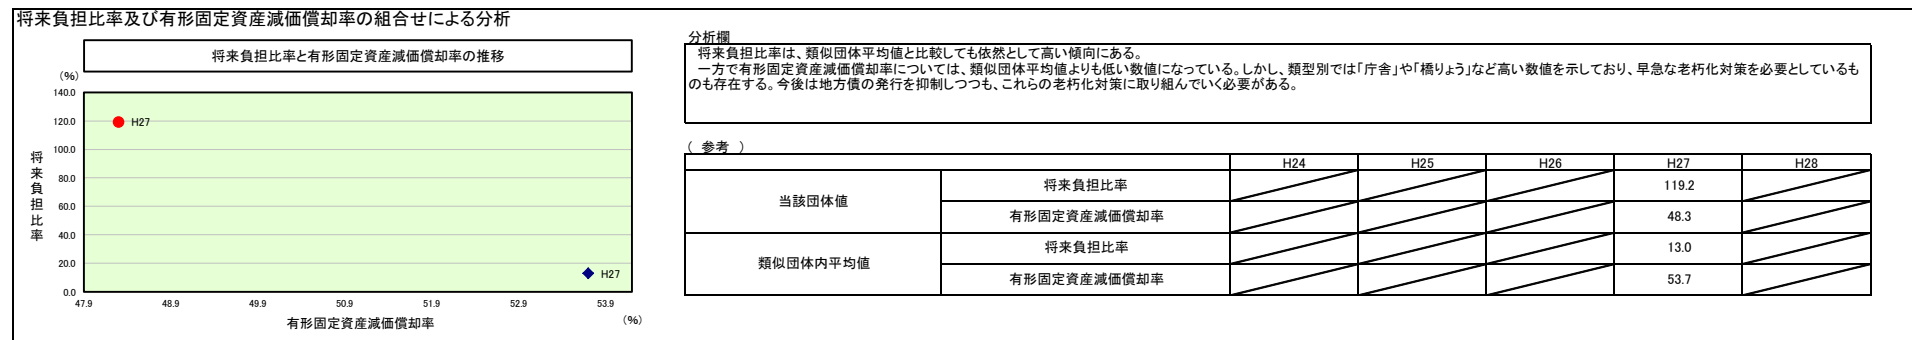 将来負担比率及び有形固定資産減価償却率の組合せによる分析
将来負担比率と有形固定資産減価償却率の推移
(%)
140.0
120.0
100.0
80.0
60.0
40.0
20.0
0.0
将来負担比率
H27
H27
47.9 48.9 49.9 50.9 51.9 52.9 53.9
有形固定資産減価償却率
(%)
分析欄
将来負担比率は、類似団体平均値と比較しても依然として高い傾向にある。
一方で有形固定資産減価償却率については、類似団体平均値よりも低い数値になっている。しかし、類型別では「庁舎」や「橋りょう」など高い数値を示しており、早急な老朽化対策を必要としているも
のも存在する。今後は地方債の発行を抑制しつつも、これらの老朽化対策に取り組んでいく必要がある。
( 参考 )
H24 H25 H26 H27 H28
当該団体値
将来負担比率 119.2
有形固定資産減価償却率 48.3
類似団体内平均値
将来負担比率 13.0
有形固定資産減価償却率 53.7